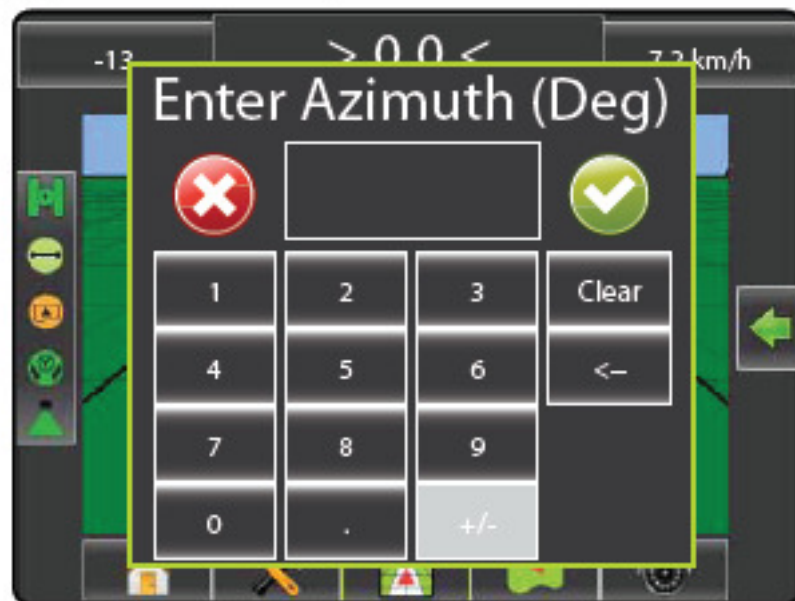 -13
> 0.0 <
7.2 km/h
Enter Azimuth (Deg)
1 2 3 Clear
4 5 6 <–
7 8 9
0 . +/-